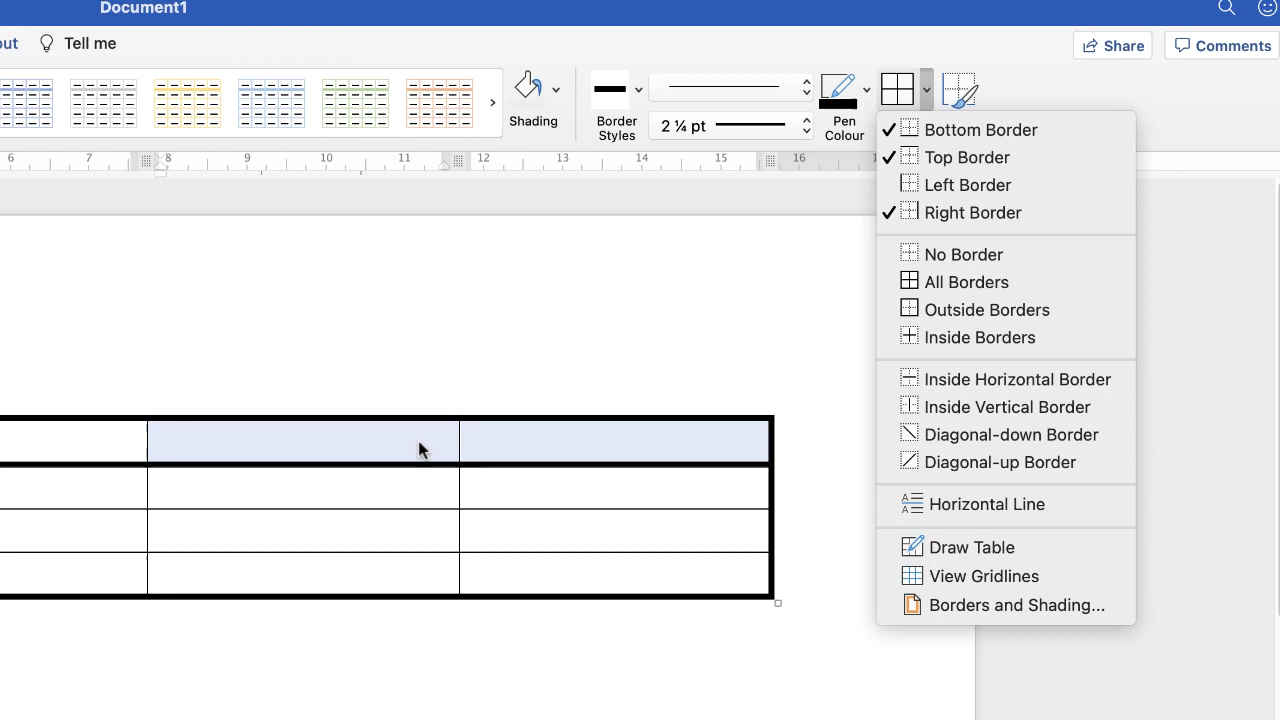 Document1
out
Tell me
Share
Comments
Shading
Border
Styles
2 ¼ pt
Pen
Colour
6 7 8 9 10 11 12 13 14 15 16
Bottom Border
Top Border
Left Border
Right Border
No Border
All Borders
Outside Borders
Inside Borders
Inside Horizontal Border
Inside Vertical Border
Diagonal-down Border
Diagonal-up Border
Horizontal Line
Draw Table
View Gridlines
Borders and Shading...